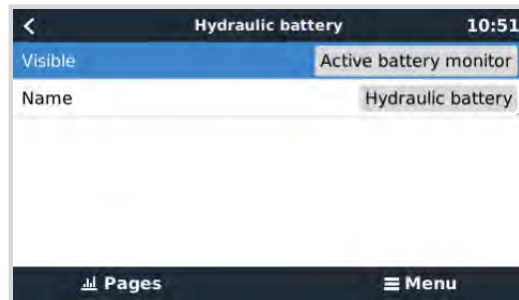 Hydraulic battery 10:51
Visible Active battery monitor
Name Hydraulic battery
Pages Menu